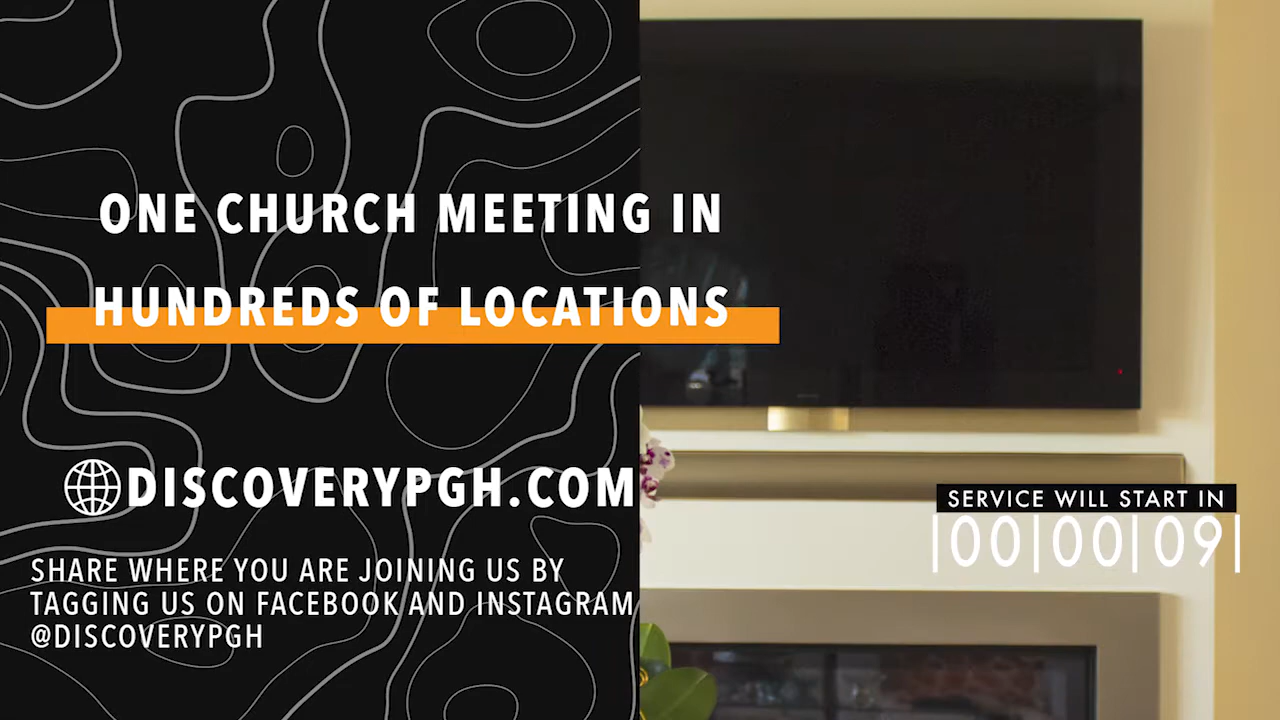 ONE CHURCH MEETING IN
HUNDREDS OF LOCATIONS
DISCOVERYPGH.COM
SHARE WHERE YOU ARE JOINING US BY
TAGGING US ON FACEBOOK AND INSTAGRAM
@DISCOVERYPGH
SERVICE WILL START IN
|00|00|09|